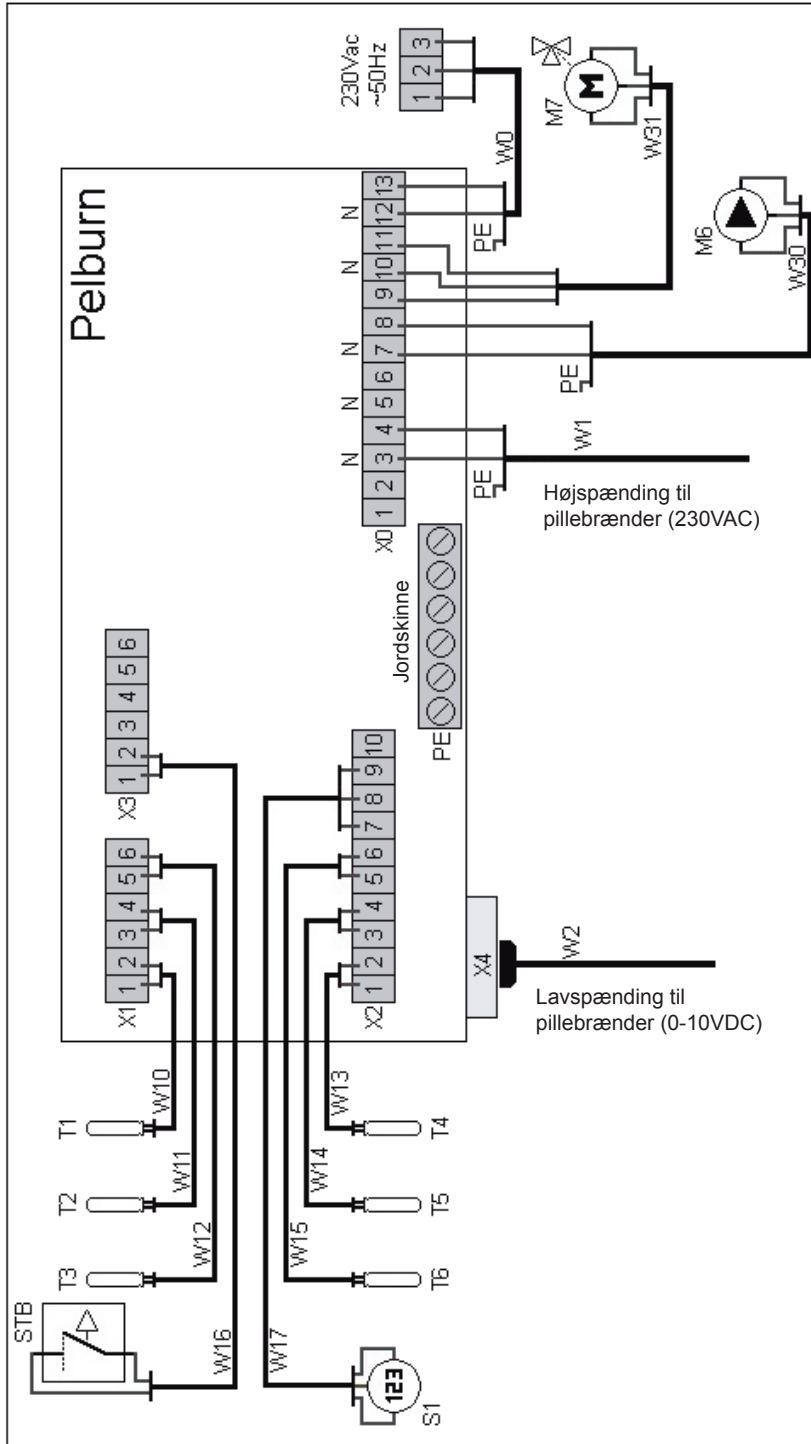 Pelburn
230Vac
~50Hz
1 2 3
W0
M7
M
W31
M6
W30
N N N N N
X0 1 2 3 4 5 6 7 8 9 10 11 12 13
PE
PE
PE
W1
Højspænding til
pillebrænder (230VAC)
Jordskinne
PE
X3 1 2 3 4 5 6
X1 1 2 3 4 5 6
X2 1 2 3 4 5 6 7 8 9 10
X4
W2
Lavspænding til
pillebrænder (0-10VDC)
T1
T2
T3
STB
W10
W11
W12
W16
W17
W15
W14
W13
T4
T5
T6
S1
123